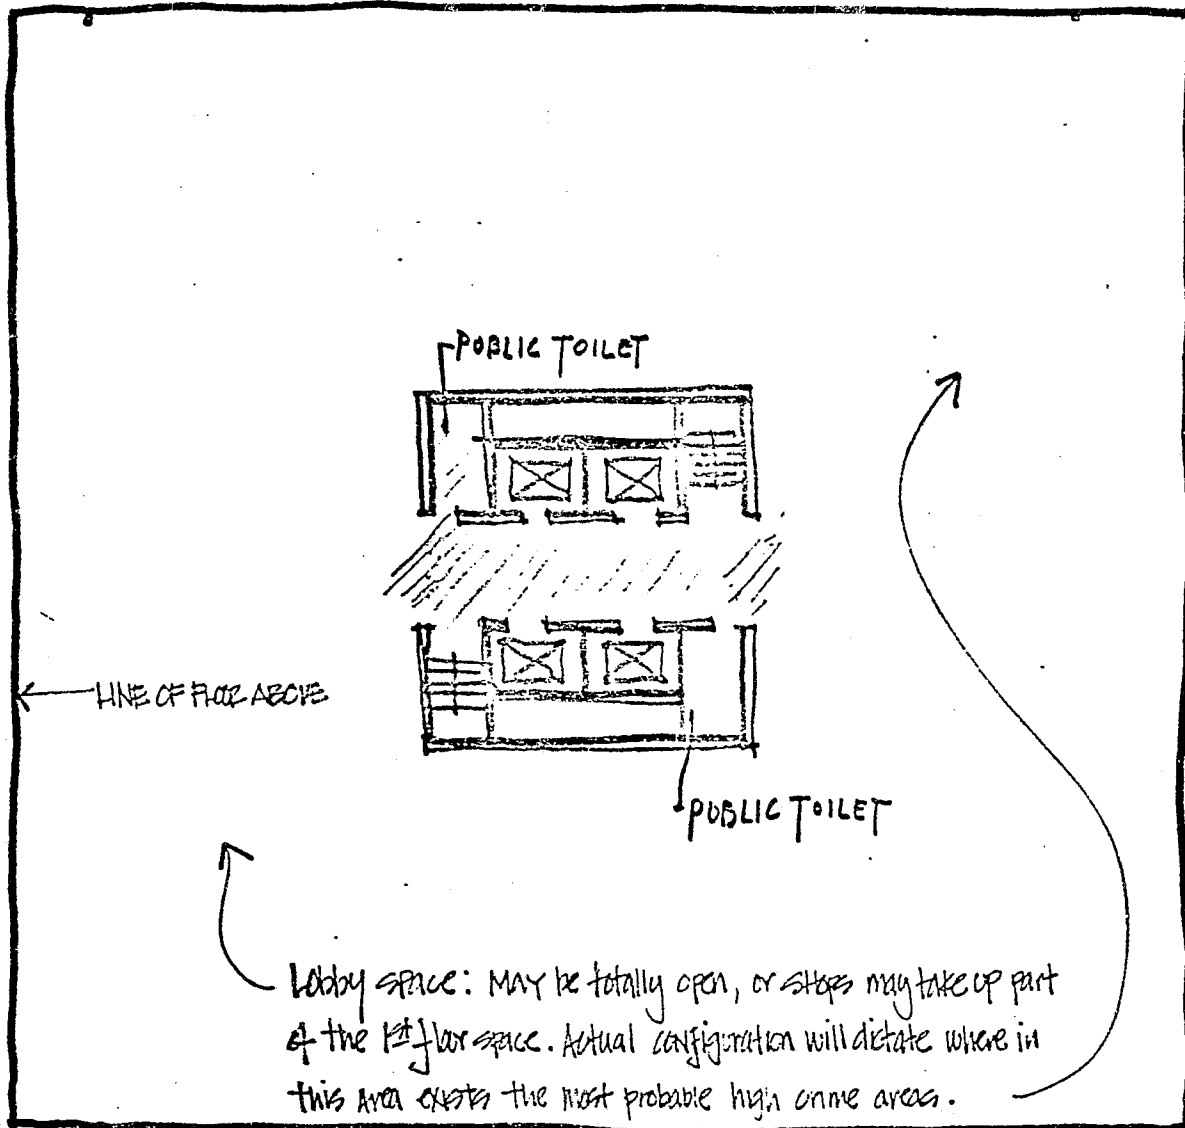 PUBLIC TOILET
LINE OF FLOOR ABOVE
PUBLIC TOILET
Lobby space: MAY be totally open, or shops may take up part
of the 1st floor space. Actual configuration will dictate where in
this area exists the most probable high crime areas.